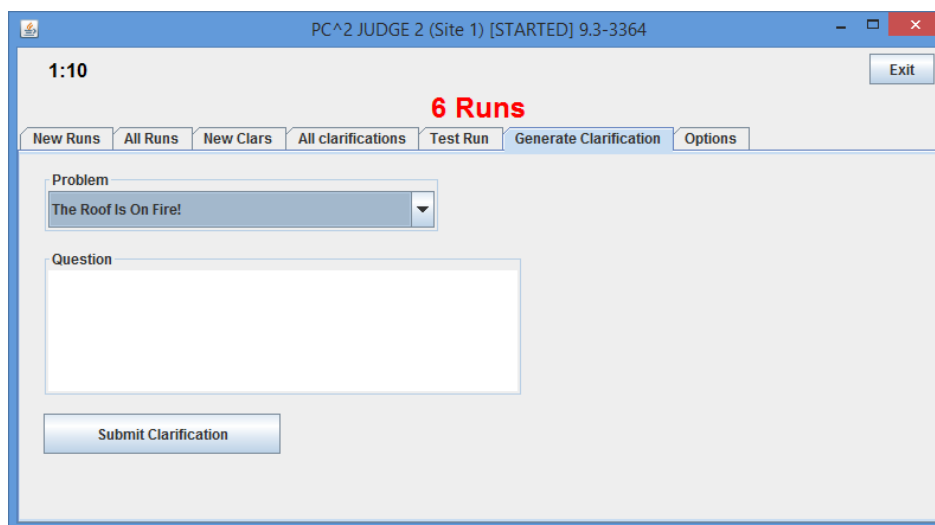 PC^2 JUDGE 2 (Site 1) [STARTED] 9.3-3364
1:10
Exit
6 Runs
New Runs All Runs New Clars All clarifications Test Run Generate Clarification Options
Problem
The Roof Is On Fire!
Question
Submit Clarification